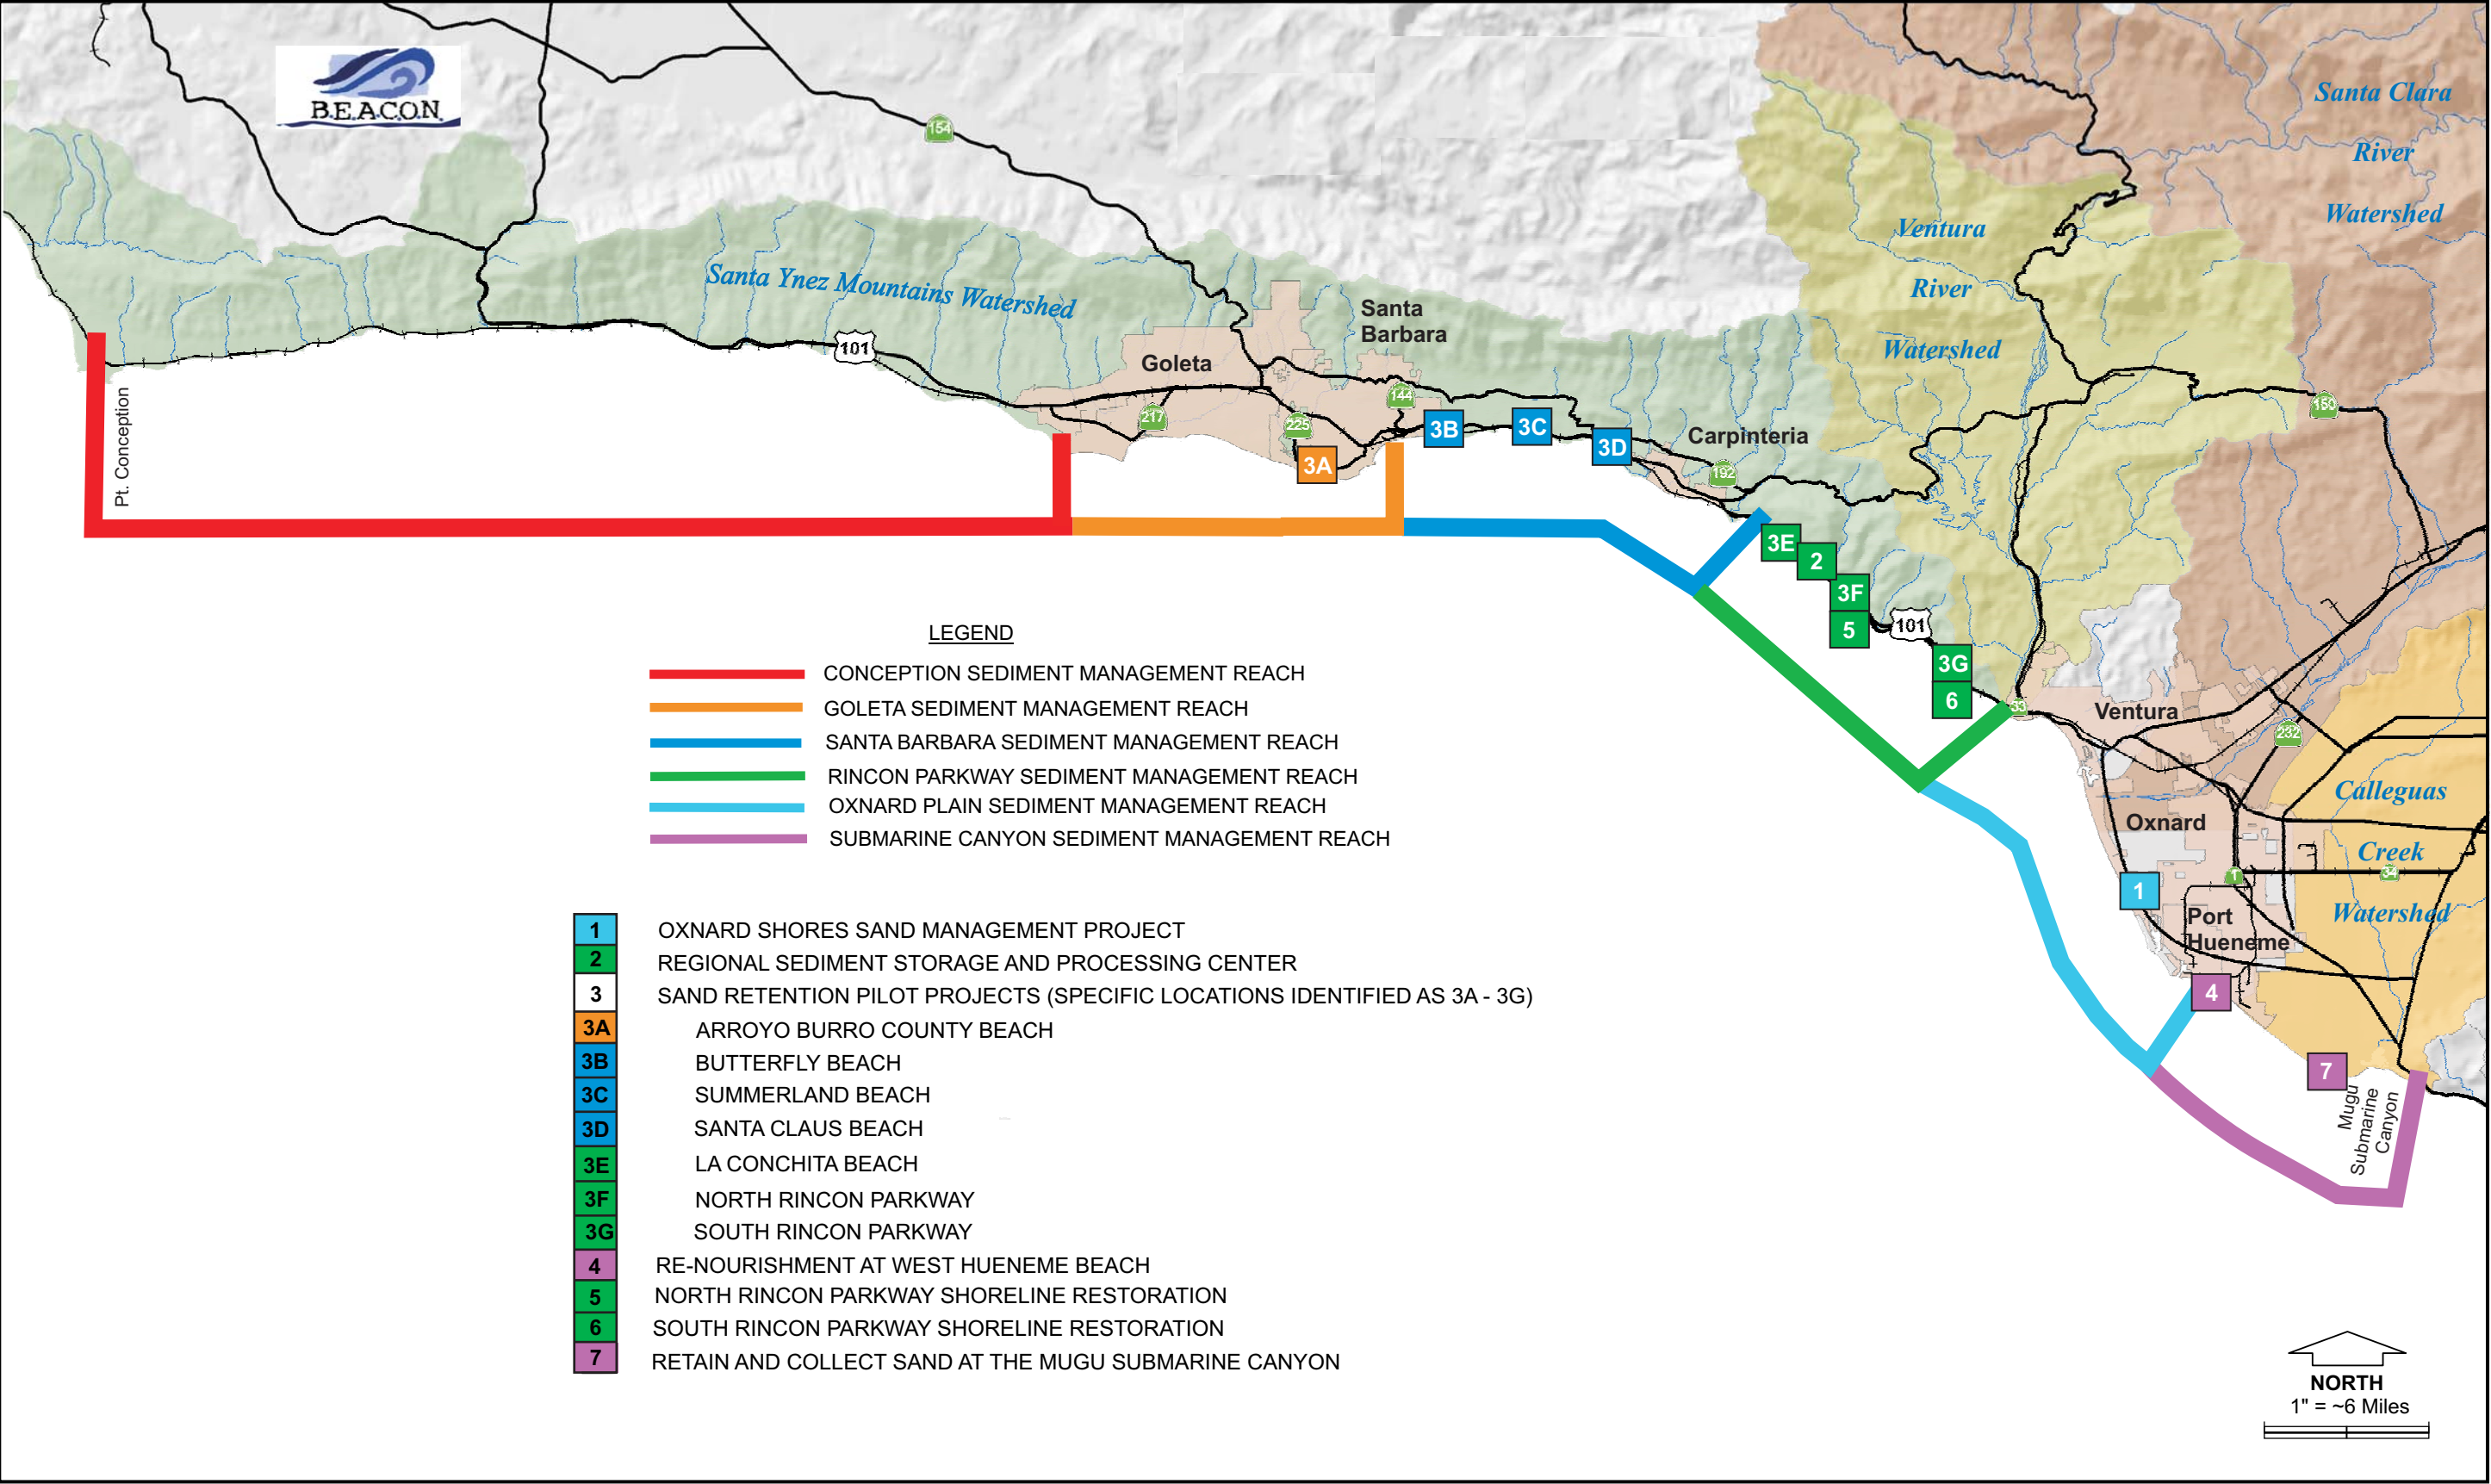 B.E.A.C.O.N.
154
Santa Clara
River
Watershed
Ventura
River
Watershed
Santa Ynez Mountains Watershed
Santa
Barbara
101
Goleta
144
150
217
225
3B
3C
3D
Carpinteria
3A
192
Pt. Conception
3E
2
3F
5
101
3G
6
33
Ventura
232
Calleguas
Creek
Watershed
Oxnard
1
1
34
Port
Hueneme
4
7
Mugu
Submarine
Canyon
LEGEND
CONCEPTION SEDIMENT MANAGEMENT REACH
GOLETA SEDIMENT MANAGEMENT REACH
SANTA BARBARA SEDIMENT MANAGEMENT REACH
RINCON PARKWAY SEDIMENT MANAGEMENT REACH
OXNARD PLAIN SEDIMENT MANAGEMENT REACH
SUBMARINE CANYON SEDIMENT MANAGEMENT REACH
1 OXNARD SHORES SAND MANAGEMENT PROJECT
2 REGIONAL SEDIMENT STORAGE AND PROCESSING CENTER
3 SAND RETENTION PILOT PROJECTS (SPECIFIC LOCATIONS IDENTIFIED AS 3A - 3G)
3A ARROYO BURRO COUNTY BEACH
3B BUTTERFLY BEACH
3C SUMMERLAND BEACH
3D SANTA CLAUS BEACH
3E LA CONCHITA BEACH
3F NORTH RINCON PARKWAY
3G SOUTH RINCON PARKWAY
4 RE-NOURISHMENT AT WEST HUENEME BEACH
5 NORTH RINCON PARKWAY SHORELINE RESTORATION
6 SOUTH RINCON PARKWAY SHORELINE RESTORATION
7 RETAIN AND COLLECT SAND AT THE MUGU SUBMARINE CANYON
NORTH
1" = ~6 Miles